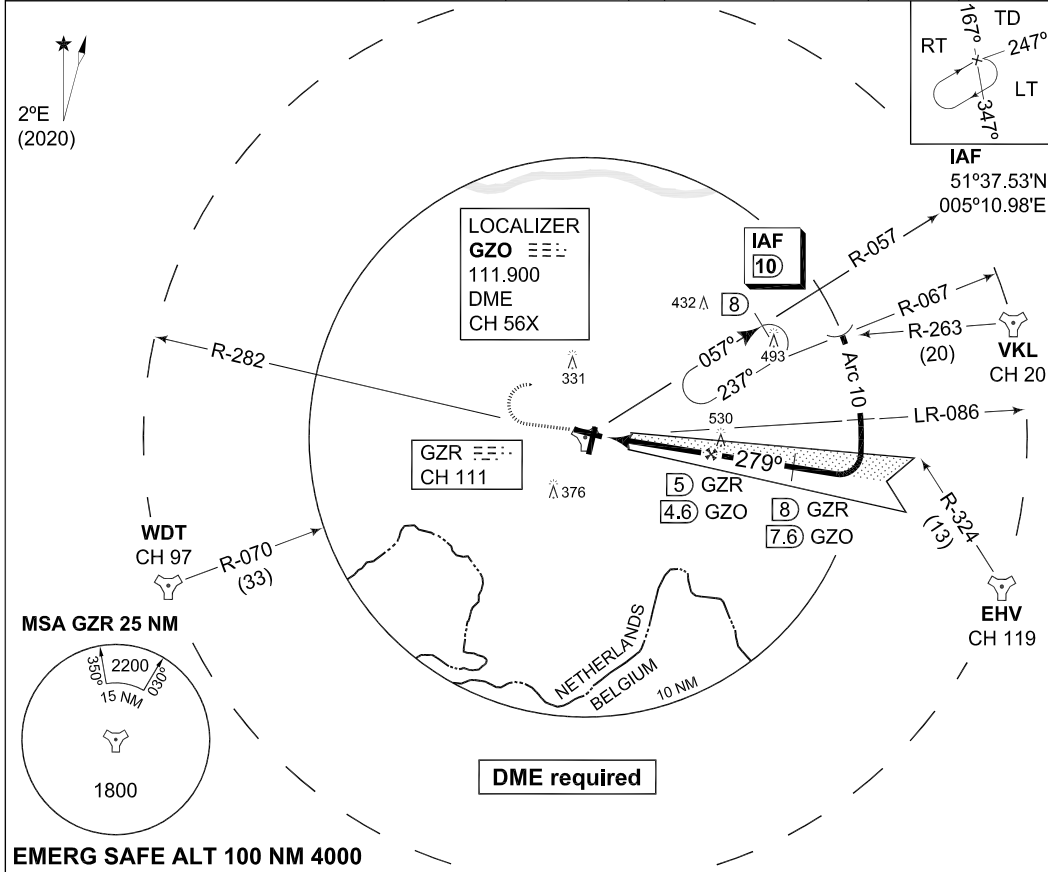 2ºE
(2020)
167º
TD
RT
247º
LT
347º
IAF
51º37.53'N
005º10.98'E
LOCALIZER
GZO
111.900
DME
CH 56X
IAF
10
R-057
432
8
R-067
R-263
(20)
VKL
CH 20
R-282
057º
493
237º
Arc 10
331
LR-086
530
GZR
CH 111
279º
376
5 GZR
4.6 GZO
8 GZR
7.6 GZO
R-324
(13)
WDT
CH 97
R-070
(33)
EHV
CH 119
MSA GZR 25 NM
350º
2200
030º
15 NM
1800
NETHERLANDS
BELGIUM
10 NM
DME required
EMERG SAFE ALT 100 NM 4000